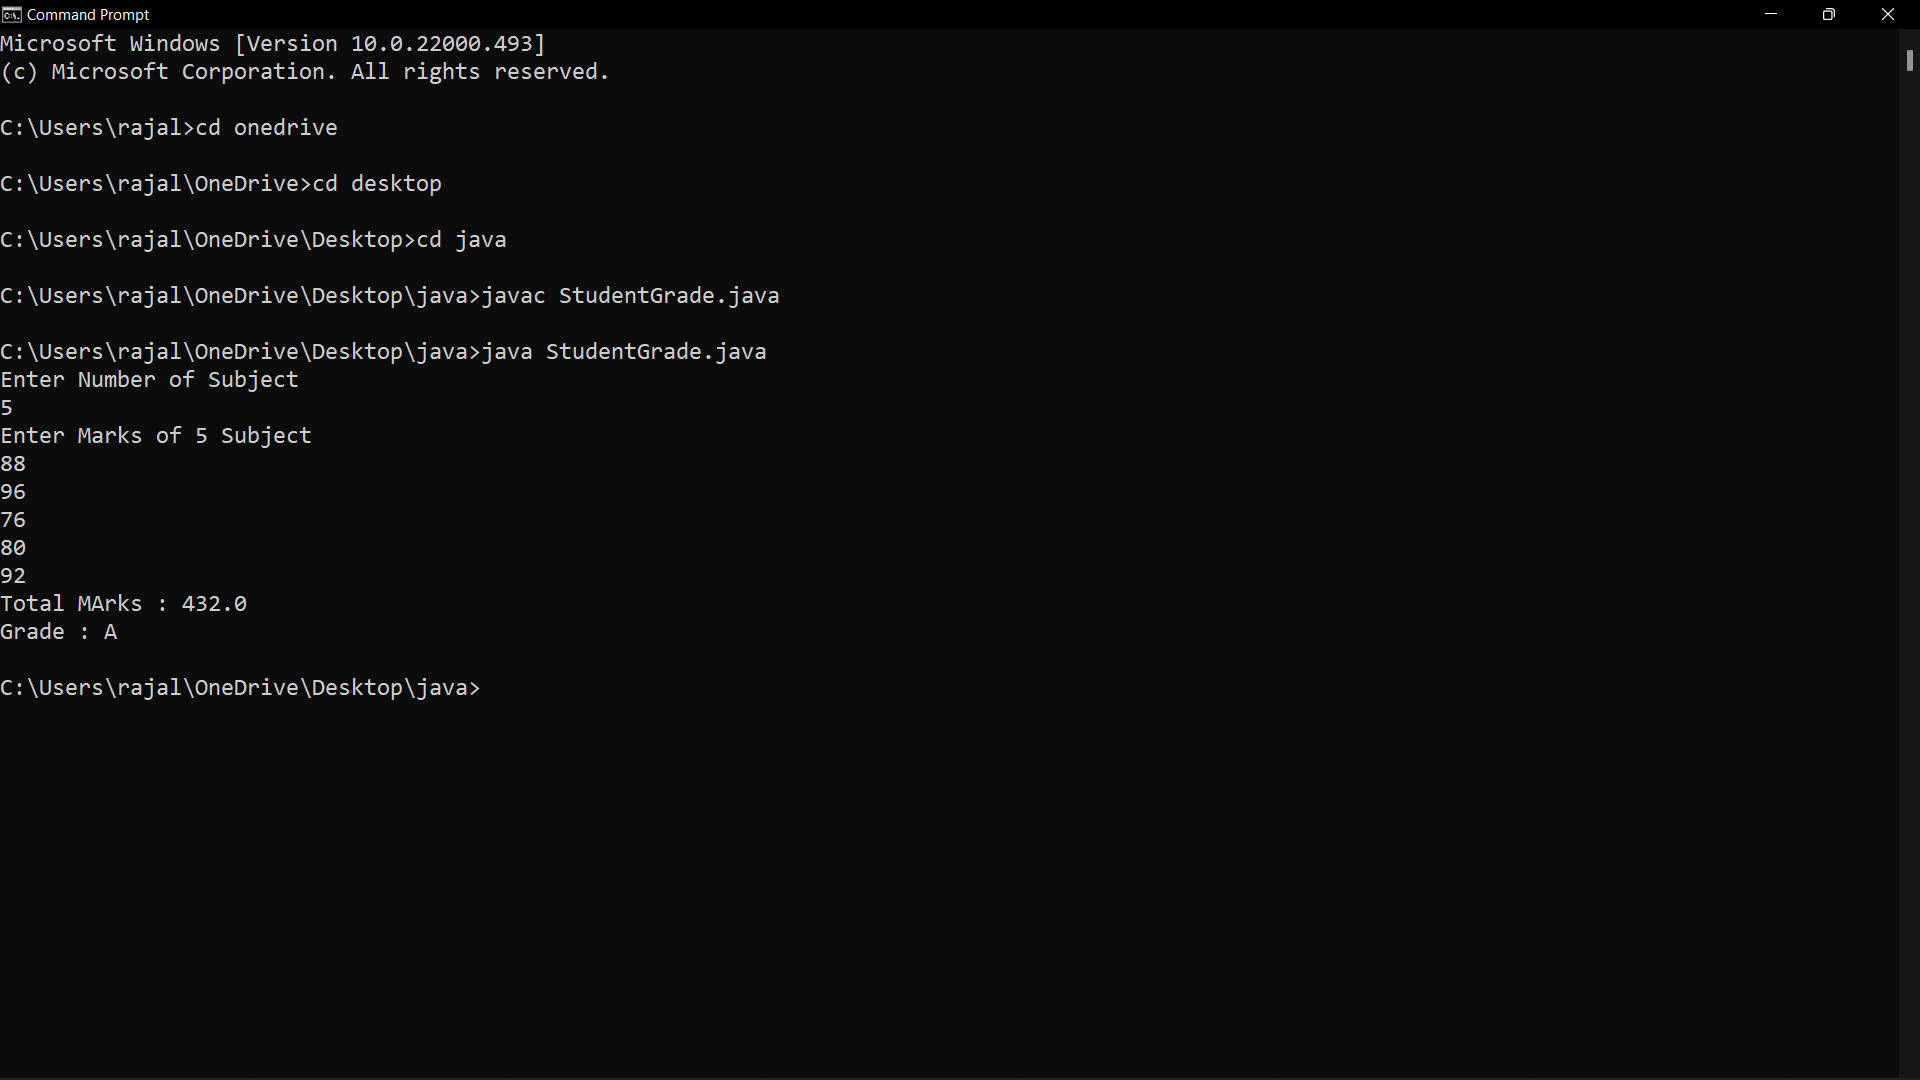 Command Prompt
Microsoft Windows [Version 10.0.22000.493]
(c) Microsoft Corporation. All rights reserved.
C:\Users\rajal>cd onedrive
C:\Users\rajal\OneDrive>cd desktop
C:\Users\rajal\OneDrive\Desktop>cd java
C:\Users\rajal\OneDrive\Desktop\java>javac StudentGrade.java
C:\Users\rajal\OneDrive\Desktop\java>java StudentGrade.java
Enter Number of Subject
5
Enter Marks of 5 Subject
88
96
76
80
92
Total MArks : 432.0
Grade : A
C:\Users\rajal\OneDrive\Desktop\java>